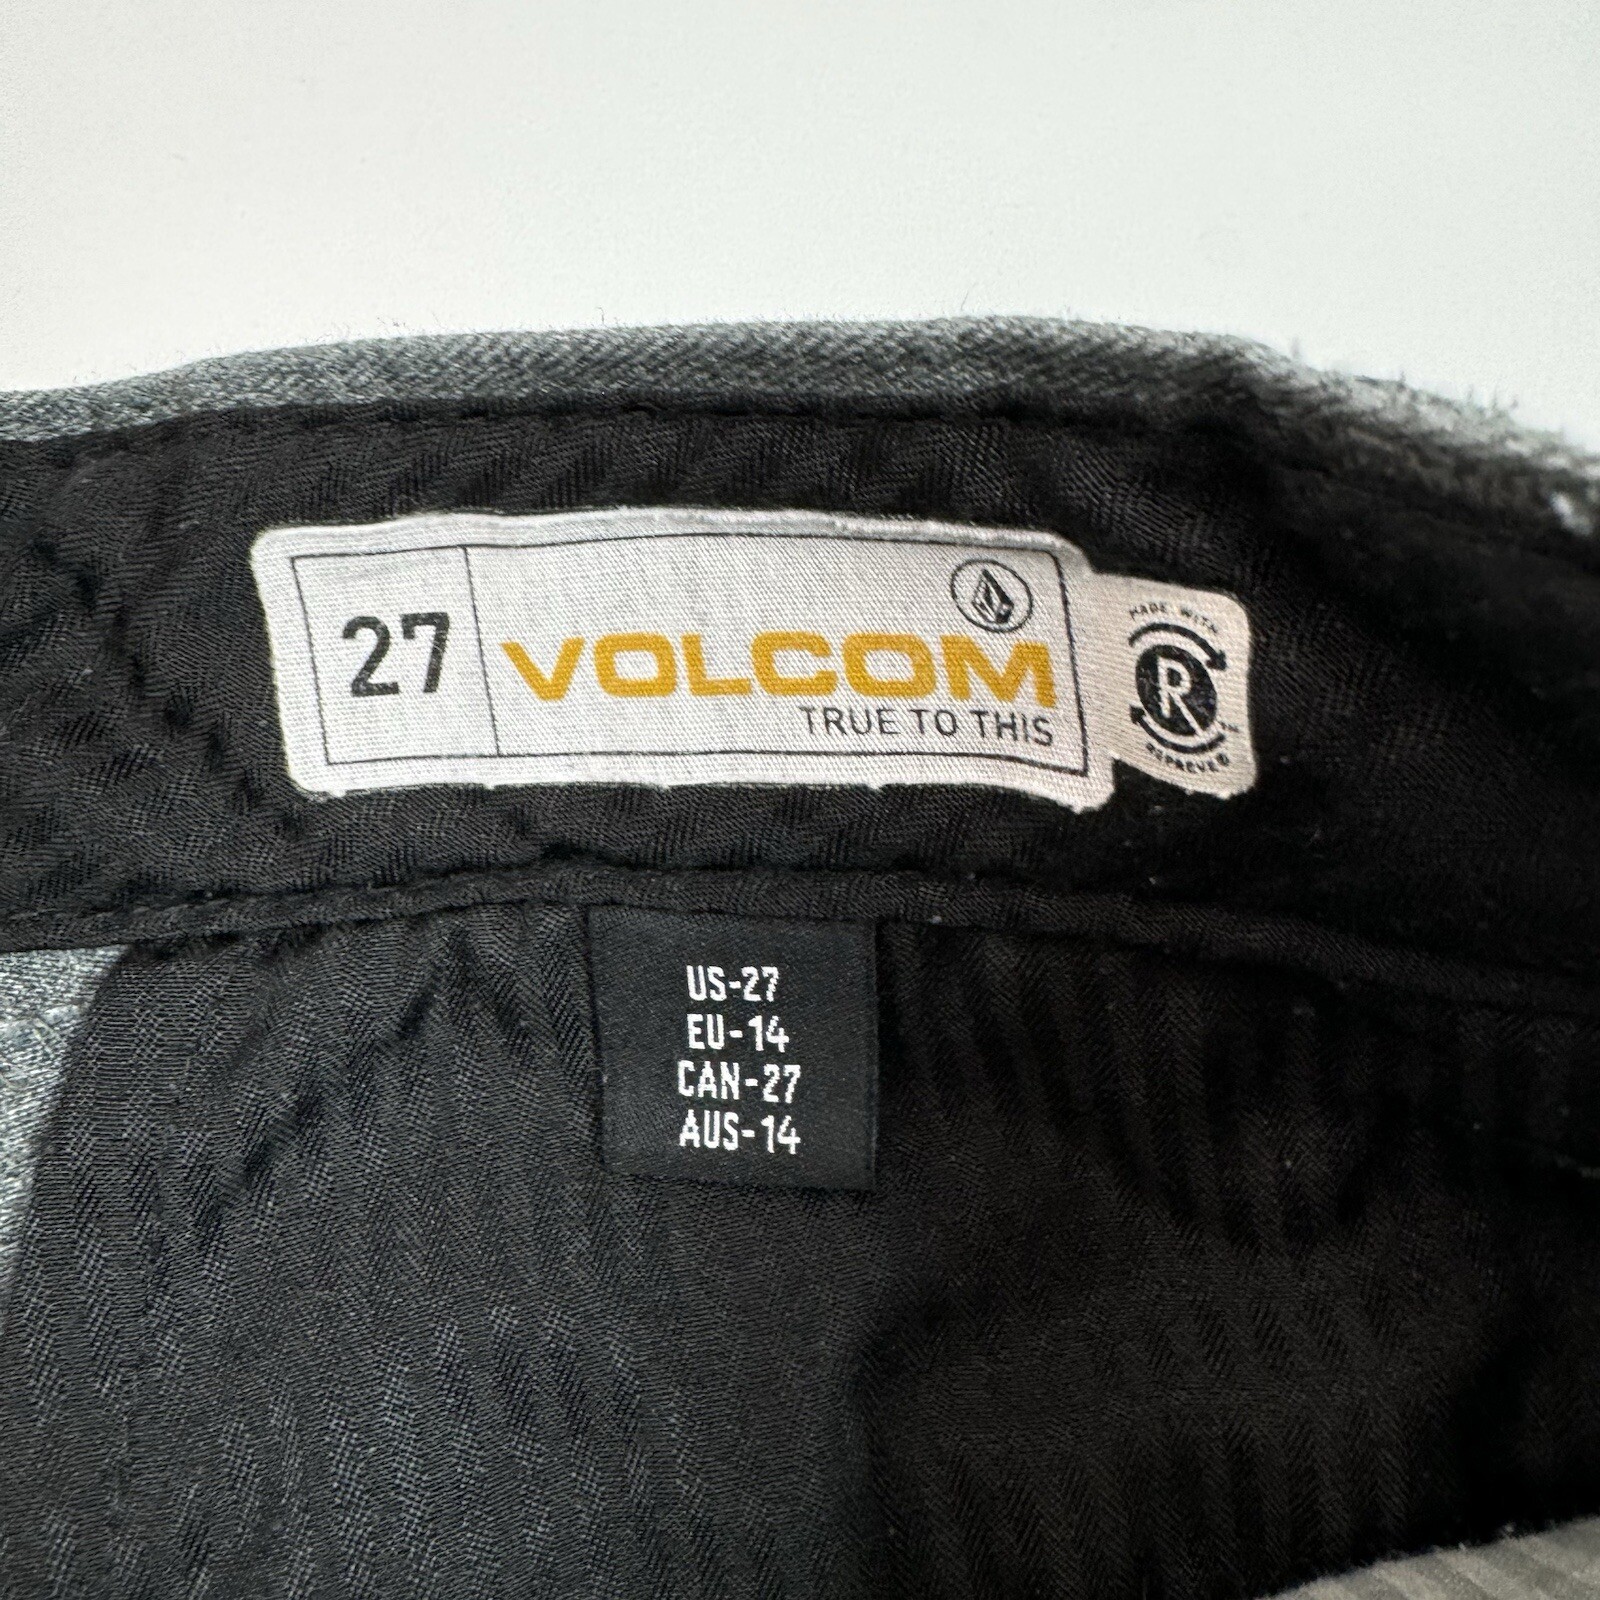 27
VOLCOM
TRUE TO THIS
MADE WITH
R
REPREVE®
US-27
EU-14
CAN-27
AUS-14